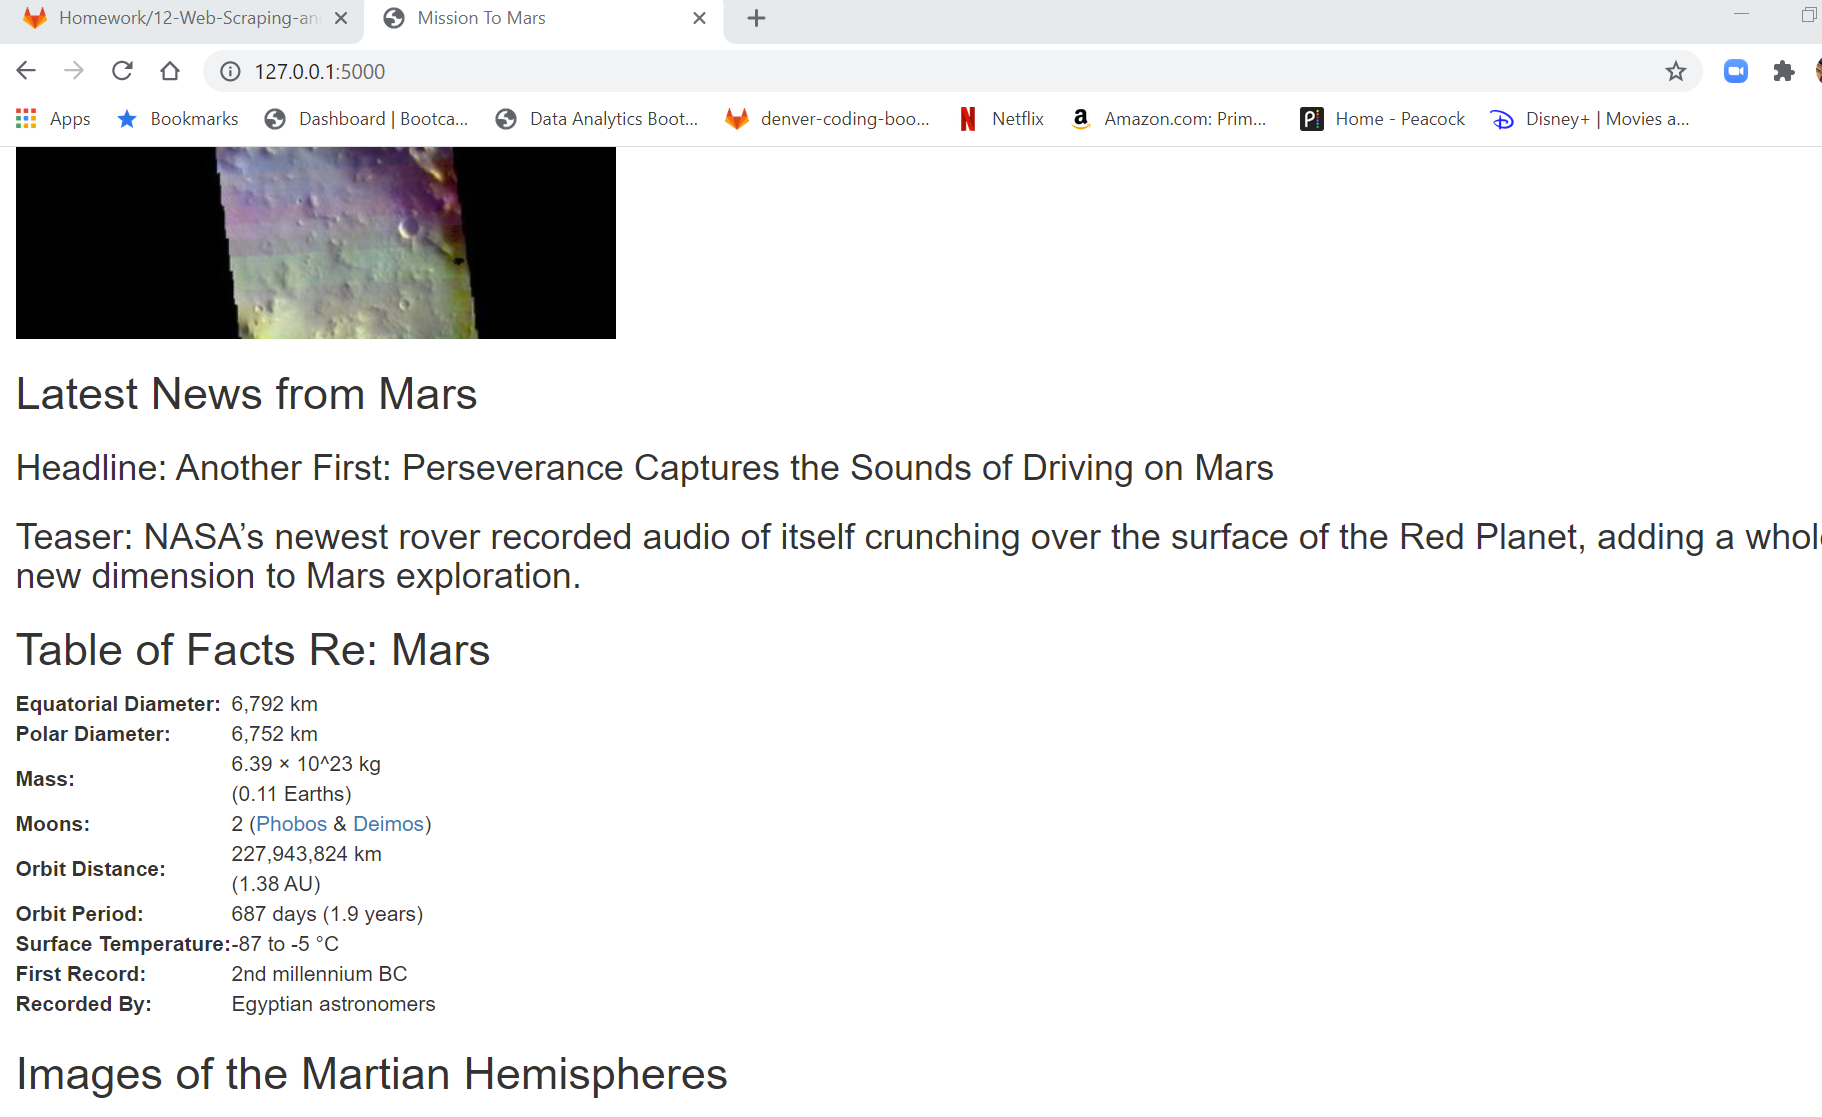 Homework/12-Web-Scraping-an
Mission To Mars
127.0.0.1:5000
Apps
Bookmarks
Dashboard | Bootca...
Data Analytics Boot...
denver-coding-boo...
Netflix
Amazon.com: Prim...
Home - Peacock
Disney+ | Movies a...
Latest News from Mars
Headline: Another First: Perseverance Captures the Sounds of Driving on Mars
Teaser: NASA’s newest rover recorded audio of itself crunching over the surface of the Red Planet, adding a whol
new dimension to Mars exploration.
Table of Facts Re: Mars
Equatorial Diameter: 6,792 km
Polar Diameter: 6,752 km
Mass: 6.39 × 10^23 kg
(0.11 Earths)
Moons: 2 (Phobos & Deimos)
Orbit Distance: 227,943,824 km
(1.38 AU)
Orbit Period: 687 days (1.9 years)
Surface Temperature: -87 to -5 °C
First Record: 2nd millennium BC
Recorded By: Egyptian astronomers
Images of the Martian Hemispheres